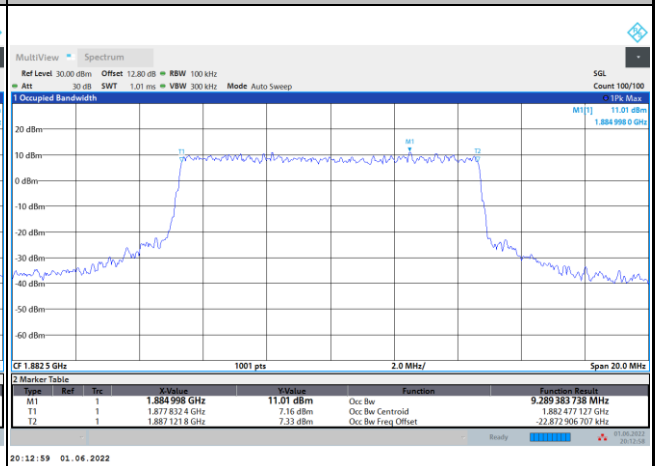 MultiView Spectrum
Ref Level 30.00 dBm Offset 12.80 dB RBW 100 kHz SGL
Att 30 dB SWT 1.01 ms VBW 300 kHz Mode Auto Sweep Count 100/100
1 Occupied Bandwidth 1Pk Max
M1[1] 11.01 dBm
1.884 998 0 GHz
20 dBm
M1
T1 T2
10 dBm
0 dBm
-10 dBm
-20 dBm
-30 dBm
-40 dBm
-50 dBm
-60 dBm
CF 1.882 5 GHz 1001 pts 2.0 MHz/ Span 20.0 MHz
2 Marker Table
Type Ref Trc X-Value Y-Value Function Function Result
M1 1 1.884 998 GHz 11.01 dBm Occ Bw 9.289 383 738 MHz
T1 1 1.877 832 4 GHz 7.16 dBm Occ Bw Centroid 1.882 477 127 GHz
T2 1 1.887 121 8 GHz 7.33 dBm Occ Bw Freq Offset -22.872 906 707 kHz
Ready 01.06.2022
20:12:58
20:12:59 01.06.2022